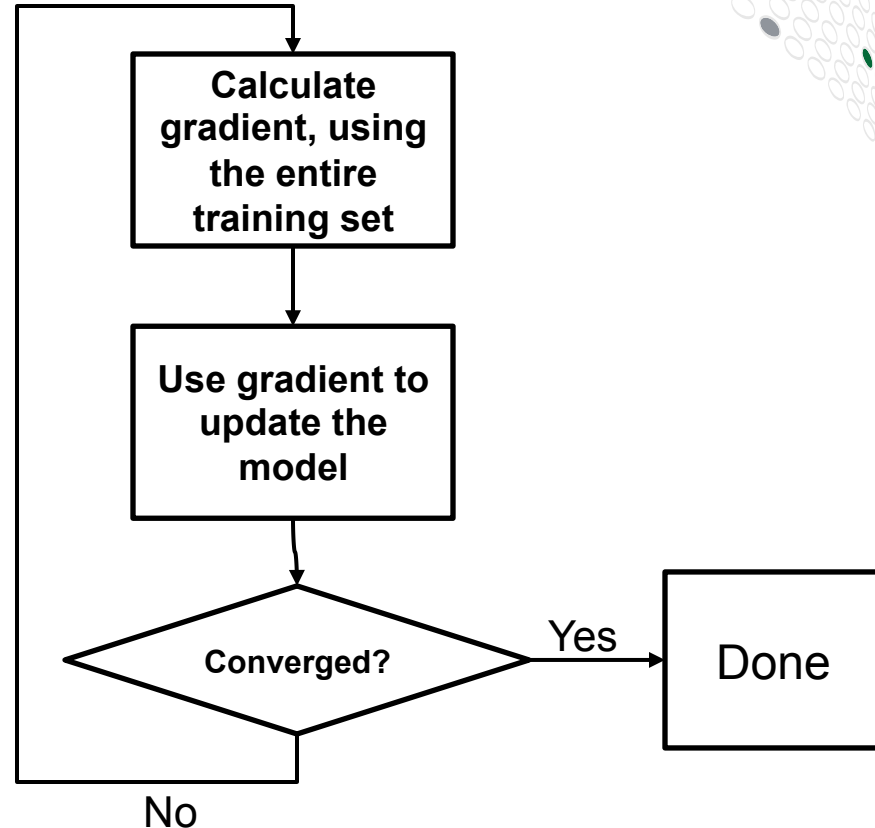 Calculate
gradient, using
the entire
training set
Use gradient to
update the
model
Converged?
Yes
Done
No